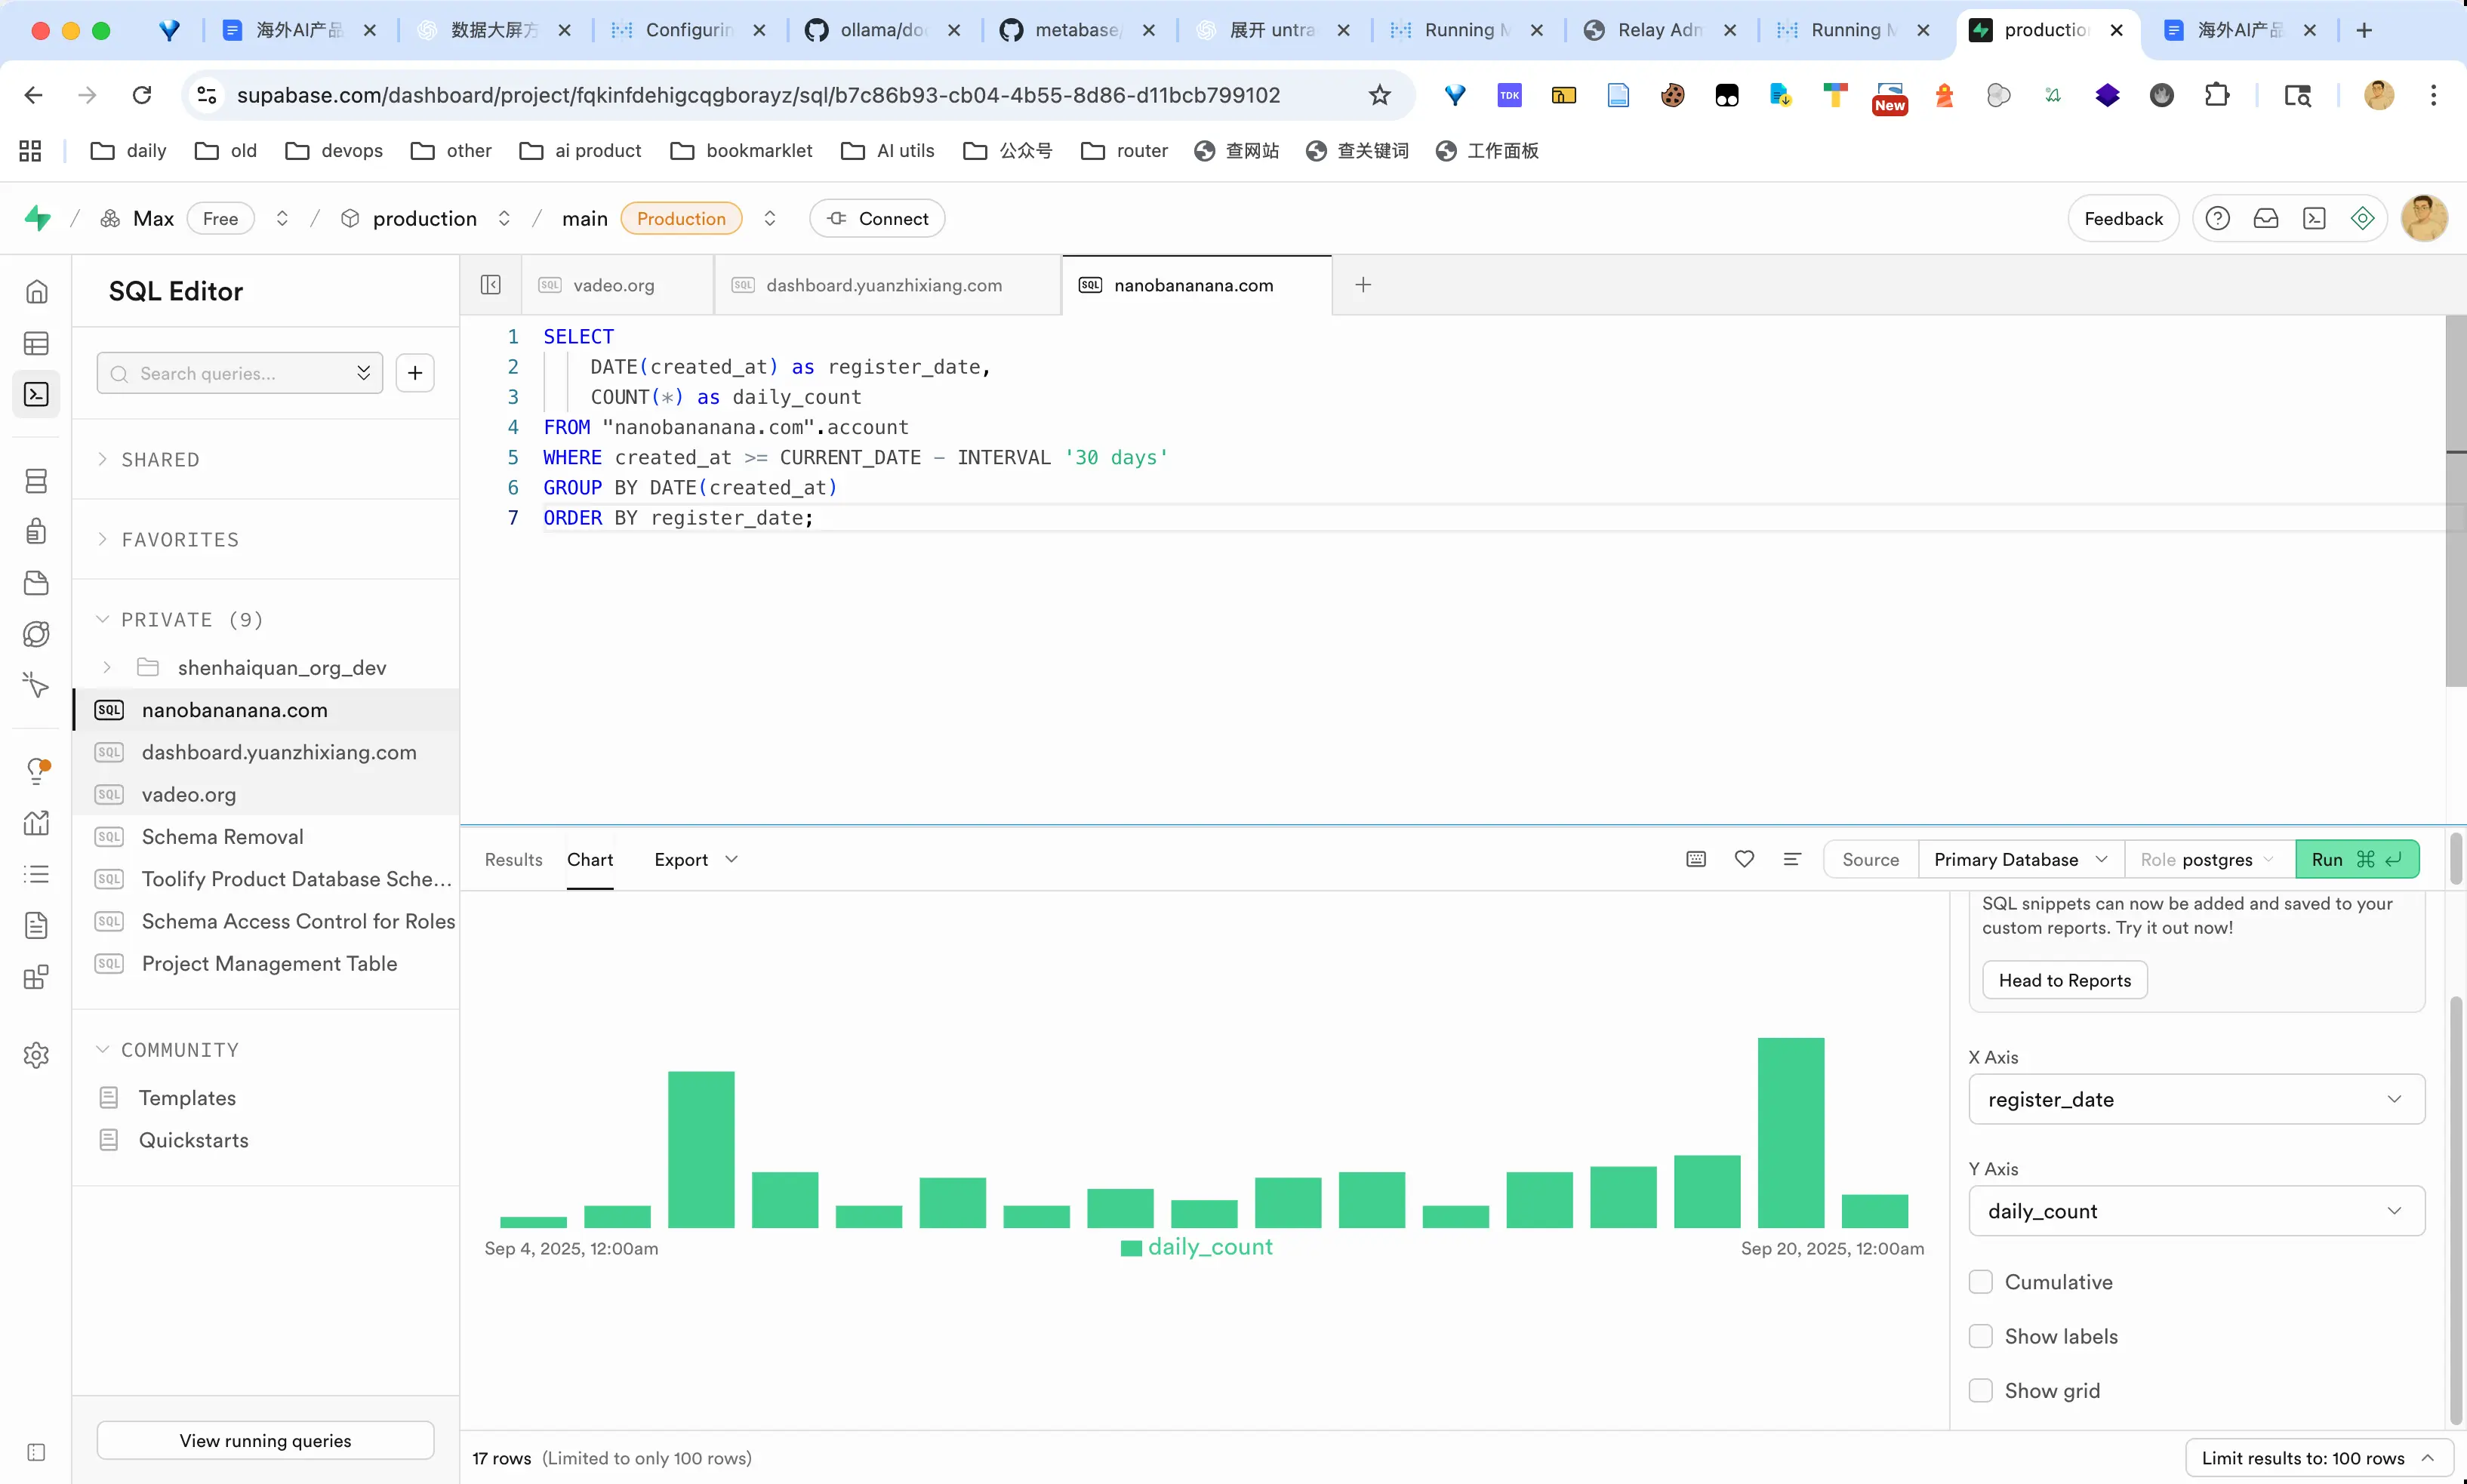 海外AI产品
数据大屏方
Configurin
ollama/doc
metabase/
展开 untra
Running M
Relay Adm
Running M
production
海外AI产品
supabase.com/dashboard/project/fqkinfdehigcqgborayz/sql/b7c86b93-cb04-4b55-8d86-d11bcb799102
TDK
New
daily
old
devops
other
ai product
bookmarklet
AI utils
公众号
router
查网站
查关键词
工作面板
/ Max Free / production / main Production Connect
Feedback
SQL Editor
SQL vadeo.org
SQL dashboard.yuanzhixiang.com
SQL nanobananana.com
Search queries...
SHARED
FAVORITES
PRIVATE (9)
shenhaiquan_org_dev
SQL nanobananana.com
SQL dashboard.yuanzhixiang.com
SQL vadeo.org
SQL Schema Removal
SQL Toolify Product Database Sche...
SQL Schema Access Control for Roles
SQL Project Management Table
COMMUNITY
Templates
Quickstarts
View running queries
1 SELECT
2 DATE(created_at) as register_date,
3 COUNT(*) as daily_count
4 FROM "nanobananana.com".account
5 WHERE created_at >= CURRENT_DATE - INTERVAL '30 days'
6 GROUP BY DATE(created_at)
7 ORDER BY register_date;
Results
Chart
Export
Source
Primary Database
Role postgres
Run ⌘ ↵
SQL snippets can now be added and saved to your
custom reports. Try it out now!
Head to Reports
X Axis
register_date
Y Axis
daily_count
Cumulative
Show labels
Show grid
Sep 4, 2025, 12:00am
daily_count
Sep 20, 2025, 12:00am
17 rows (Limited to only 100 rows)
Limit results to: 100 rows